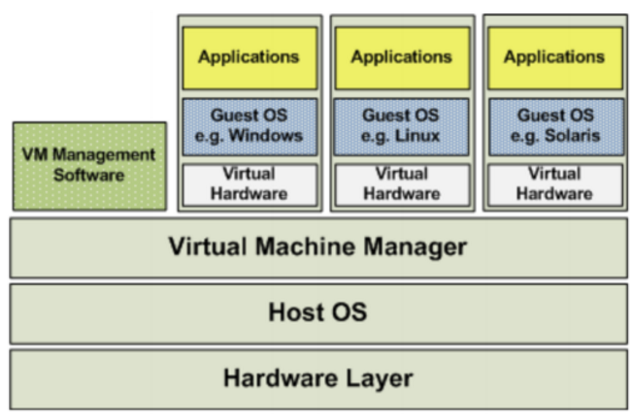 Applications
Guest OS
e.g. Windows
Virtual
Hardware
Applications
Guest OS
e.g. Linux
Virtual
Hardware
Applications
Guest OS
e.g. Solaris
Virtual
Hardware
VM Management
Software
Virtual Machine Manager
Host OS
Hardware Layer